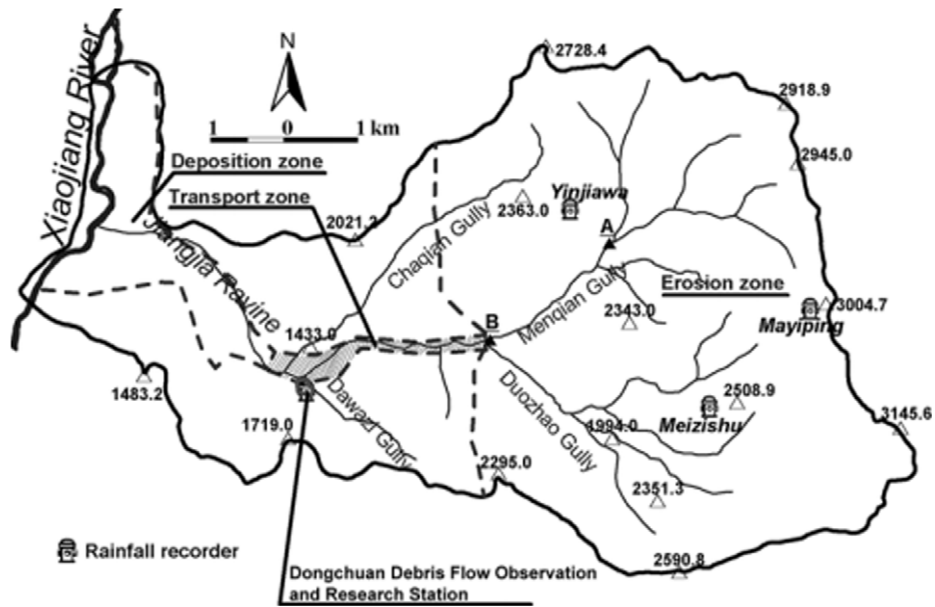 2728.4
N
2918.9
1 0 1 km
Xiaojiang River
Deposition zone
2945.0
Transport zone
Yinjiawa
2363.0
2021.2
A
Jiangjia Ravine
Chaqian Gully
Menqian Gully
Erosion zone
3004.7
Mayiping
2343.0
B
1433.0
1483.2
Dawazi Gully
Duozhao Gully
2508.9
Meizishu
1994.0
3145.6
1719.0
2295.0
2351.3
Rainfall recorder
2590.8
Dongchuan Debris Flow Observation
and Research Station